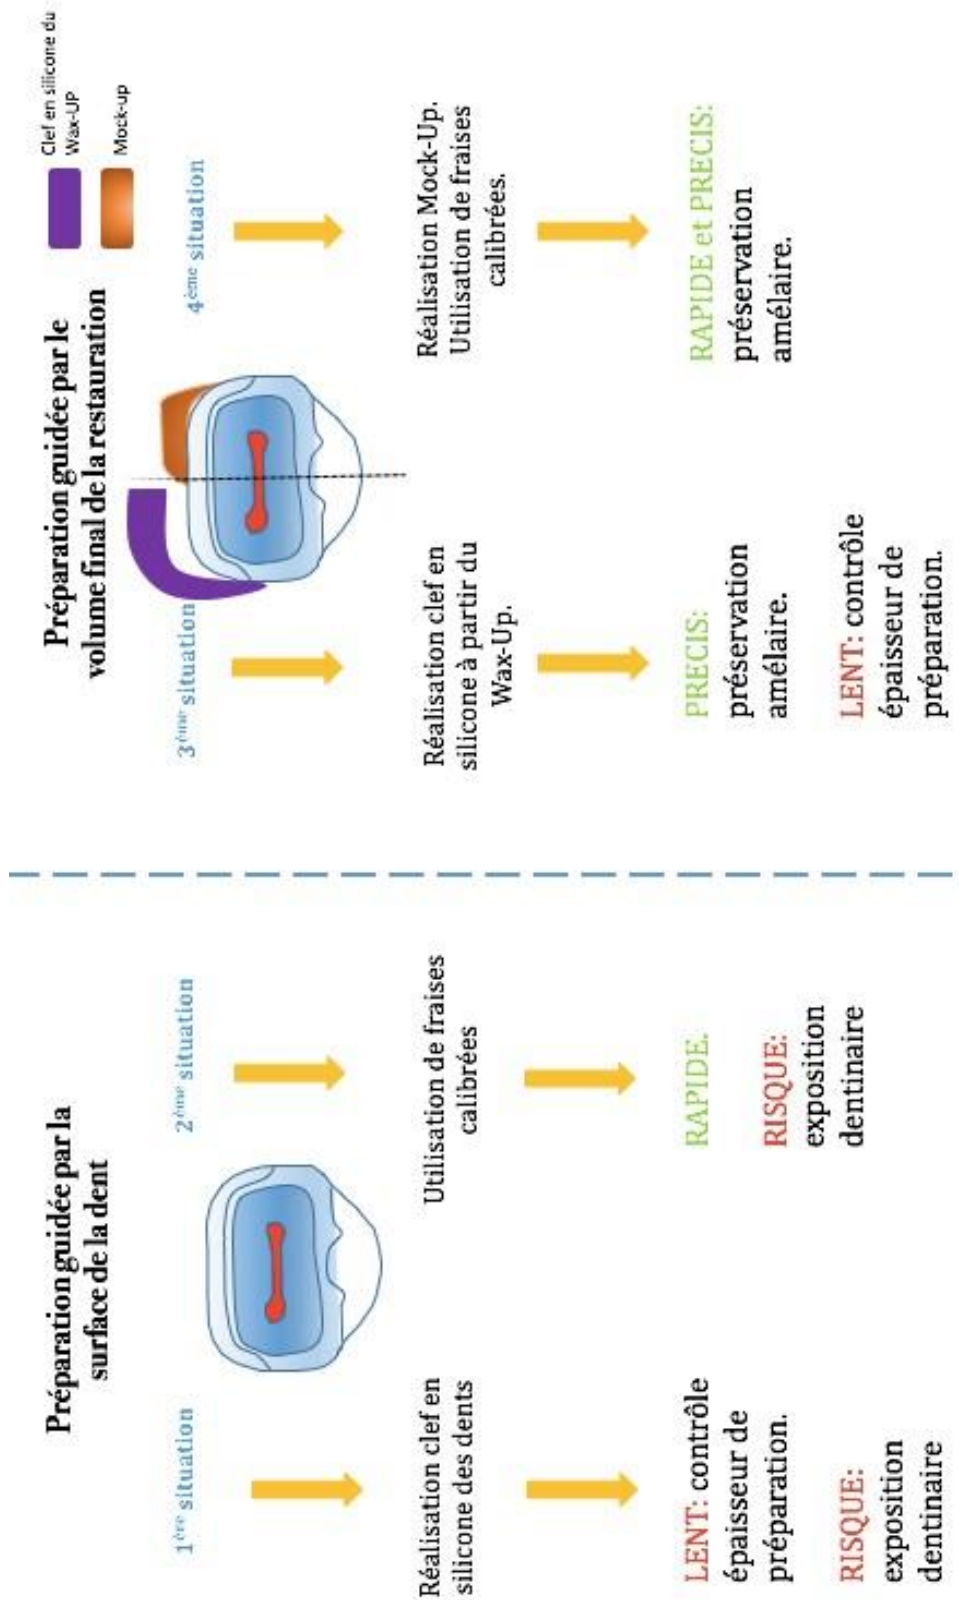 Préparation guidée par la
surface de la dent
1ère situation
Réalisation clef en
silicone des dents
LENT: contrôle
épaisseur de
préparation.
RISQUE:
exposition
dentinaire
2ème situation
Utilisation de fraises
calibrées
RAPIDE.
RISQUE:
exposition
dentinaire
Préparation guidée par le
volume final de la restauration
Clef en silicone du
Wax-UP
Mock-up
3ème situation
Réalisation clef en
silicone à partir du
Wax-Up.
PRECIS:
préservation
amélaire.
LENT: contrôle
épaisseur de
préparation.
4ème situation
Réalisation Mock-Up.
Utilisation de fraises
calibrées.
RAPIDE et PRECIS:
préservation
amélaire.